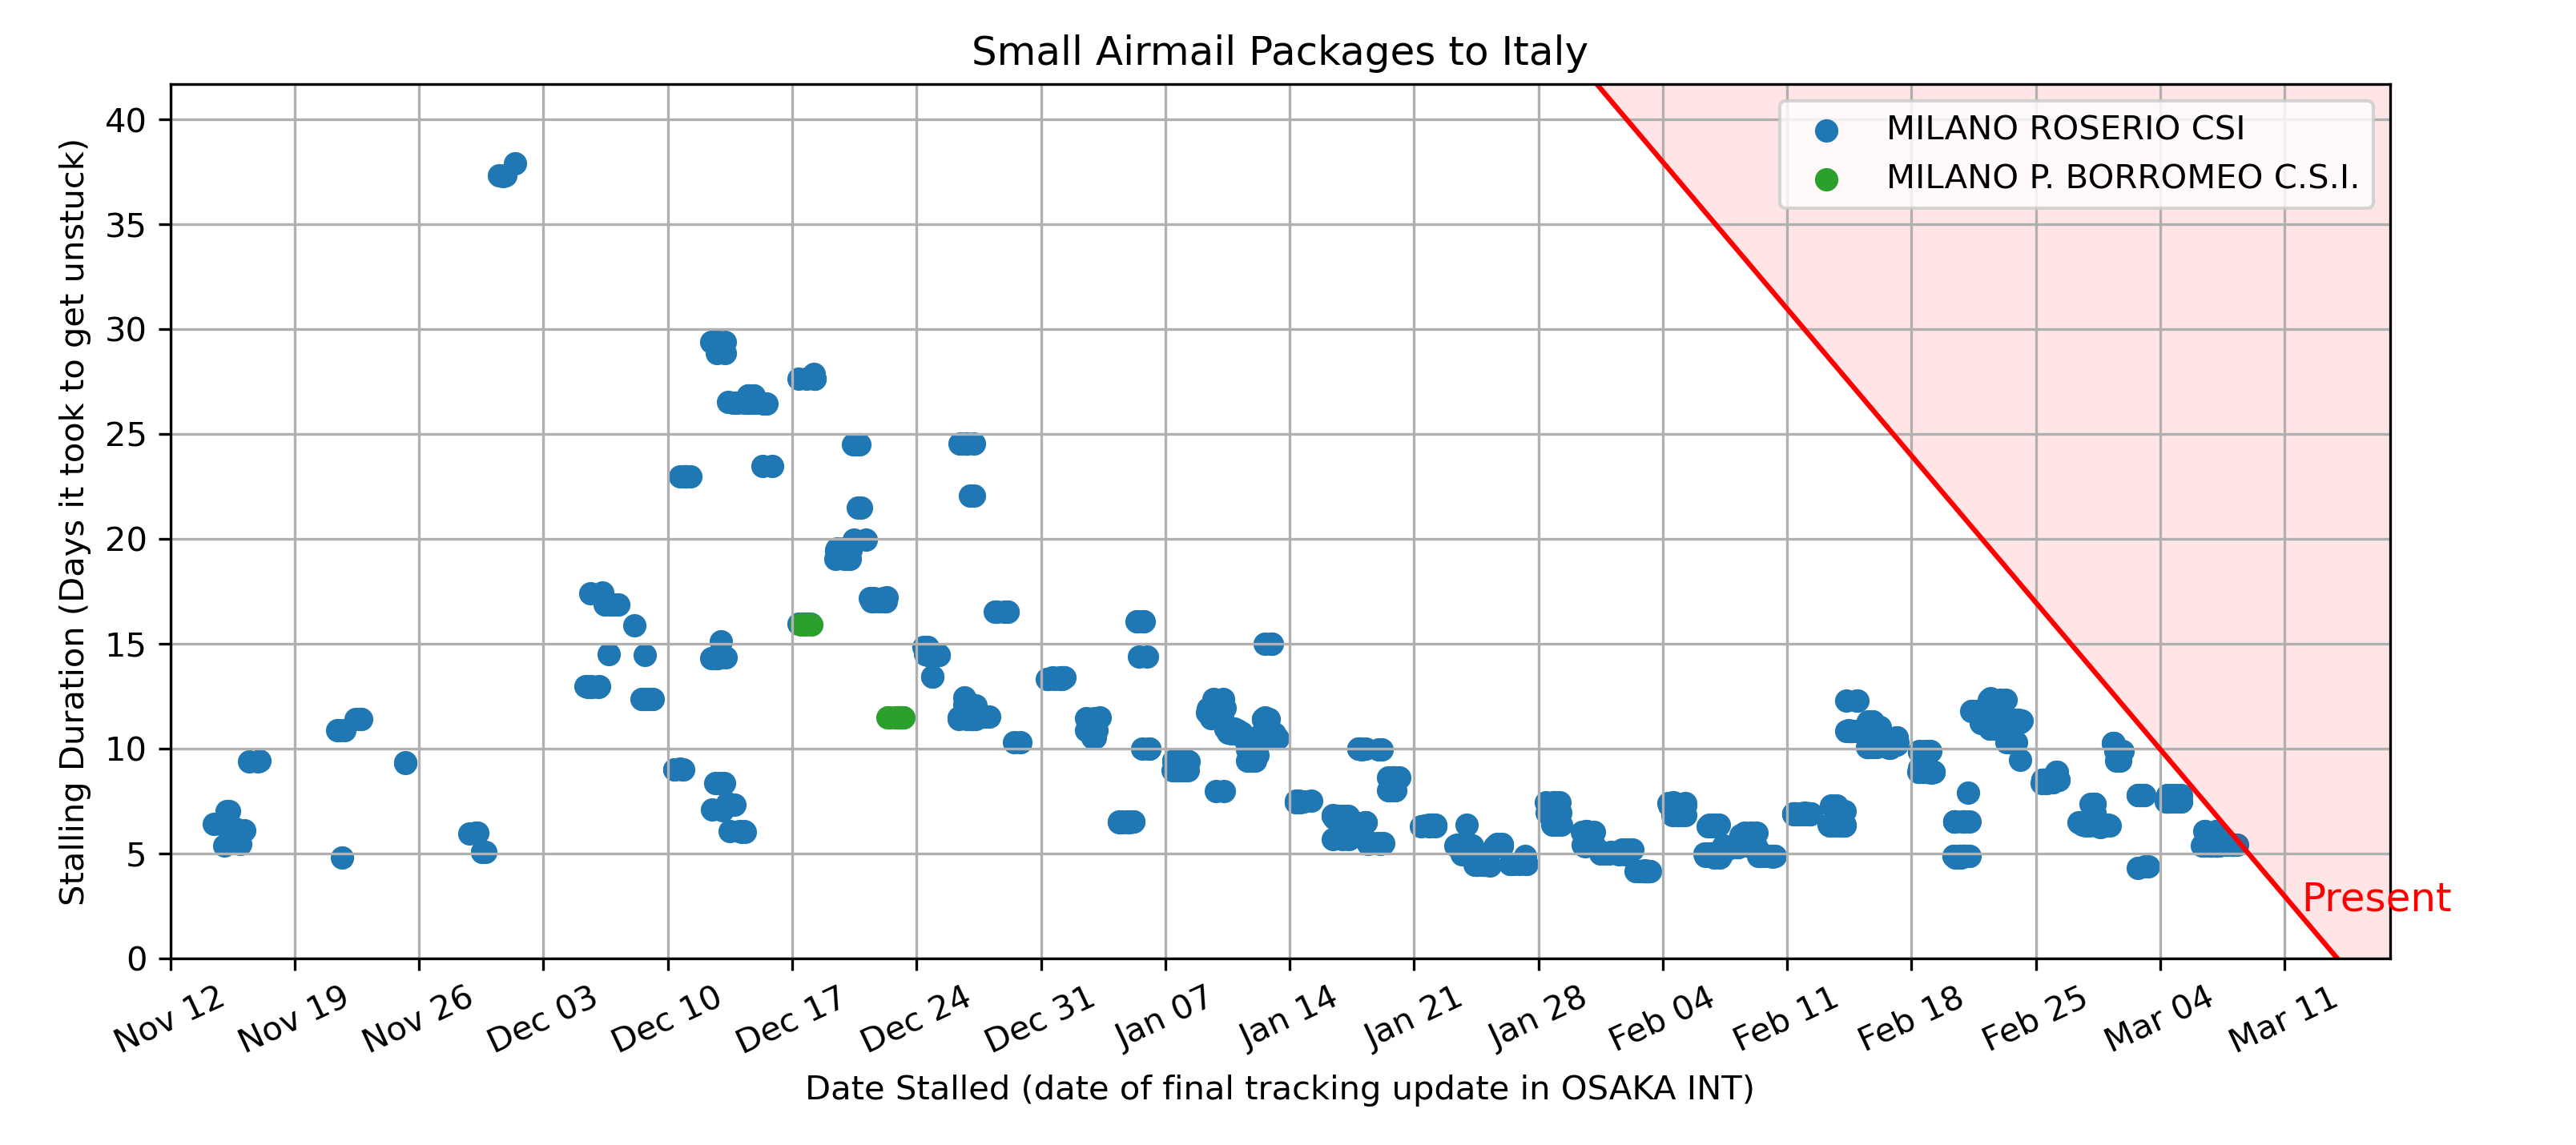 Small Airmail Packages to Italy
MILANO ROSERIO CSI
MILANO P. BORROMEO C.S.I.
Stalling Duration (Days it took to get unstuck)
40
35
30
25
20
15
10
5
0
Present
Nov 12 Nov 19 Nov 26 Dec 03 Dec 10 Dec 17 Dec 24 Dec 31 Jan 07 Jan 14 Jan 21 Jan 28 Feb 04 Feb 11 Feb 18 Feb 25 Mar 04 Mar 11
Date Stalled (date of final tracking update in OSAKA INT)